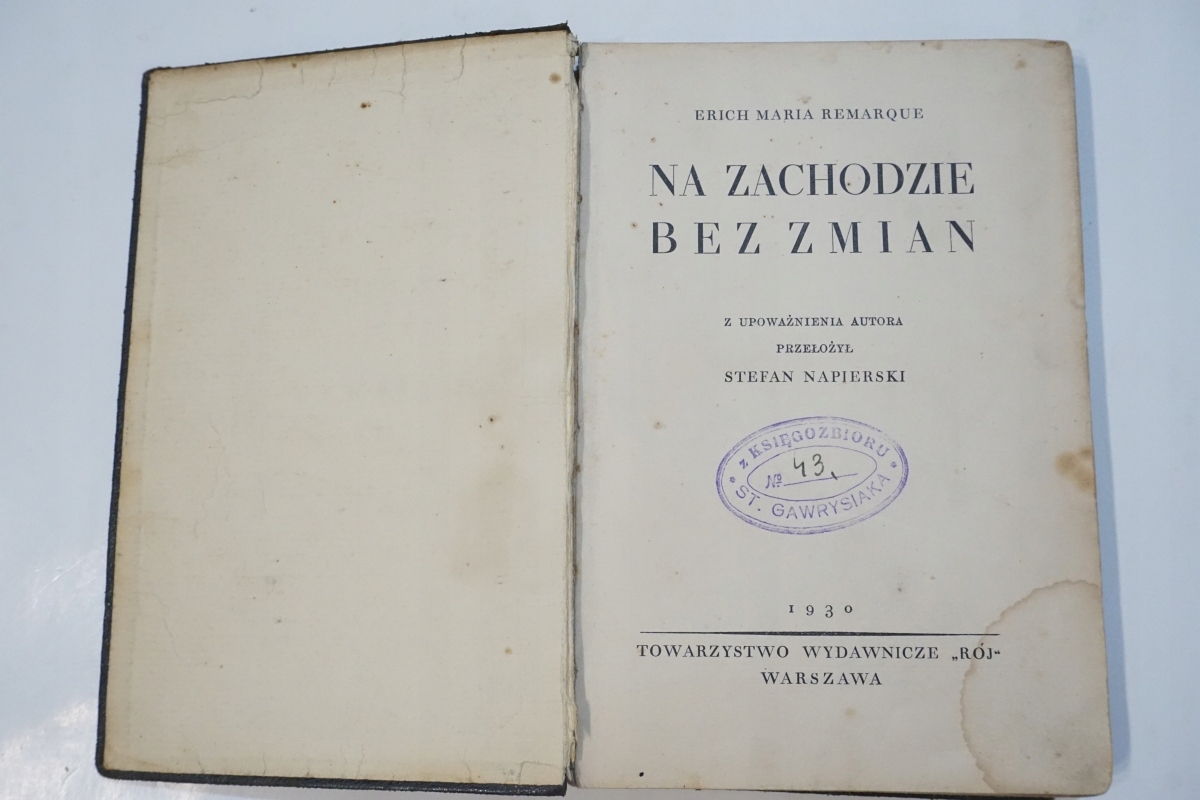 ERICH MARIA REMARQUE
NA ZACHODZIE
BEZ ZMIAN
Z UPOWAŻNIENIA AUTORA
PRZEŁOŻYŁ
STEFAN NAPIERSKI
z KSIĘGOZBIORU
№ 43,
ST. GAWRYSIAKA
1930
TOWARZYSTWO WYDAWNICZE „RÓJ“
WARSZAWA